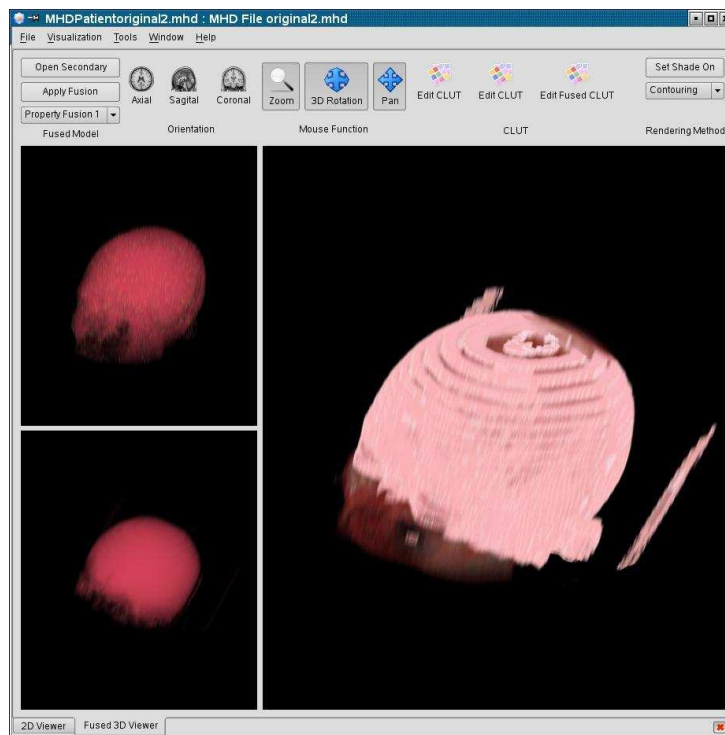 MHDPatientoriginal2.mhd : MHD File original2.mhd
File Visualization Tools Window Help
Open Secondary
Apply Fusion
Property Fusion 1
Fused Model
Axial Sagital Coronal
Orientation
Zoom 3D Rotation Pan
Mouse Function
Edit CLUT Edit CLUT Edit Fused CLUT
CLUT
Set Shade On
Contouring
Rendering Method
2D Viewer Fused 3D Viewer